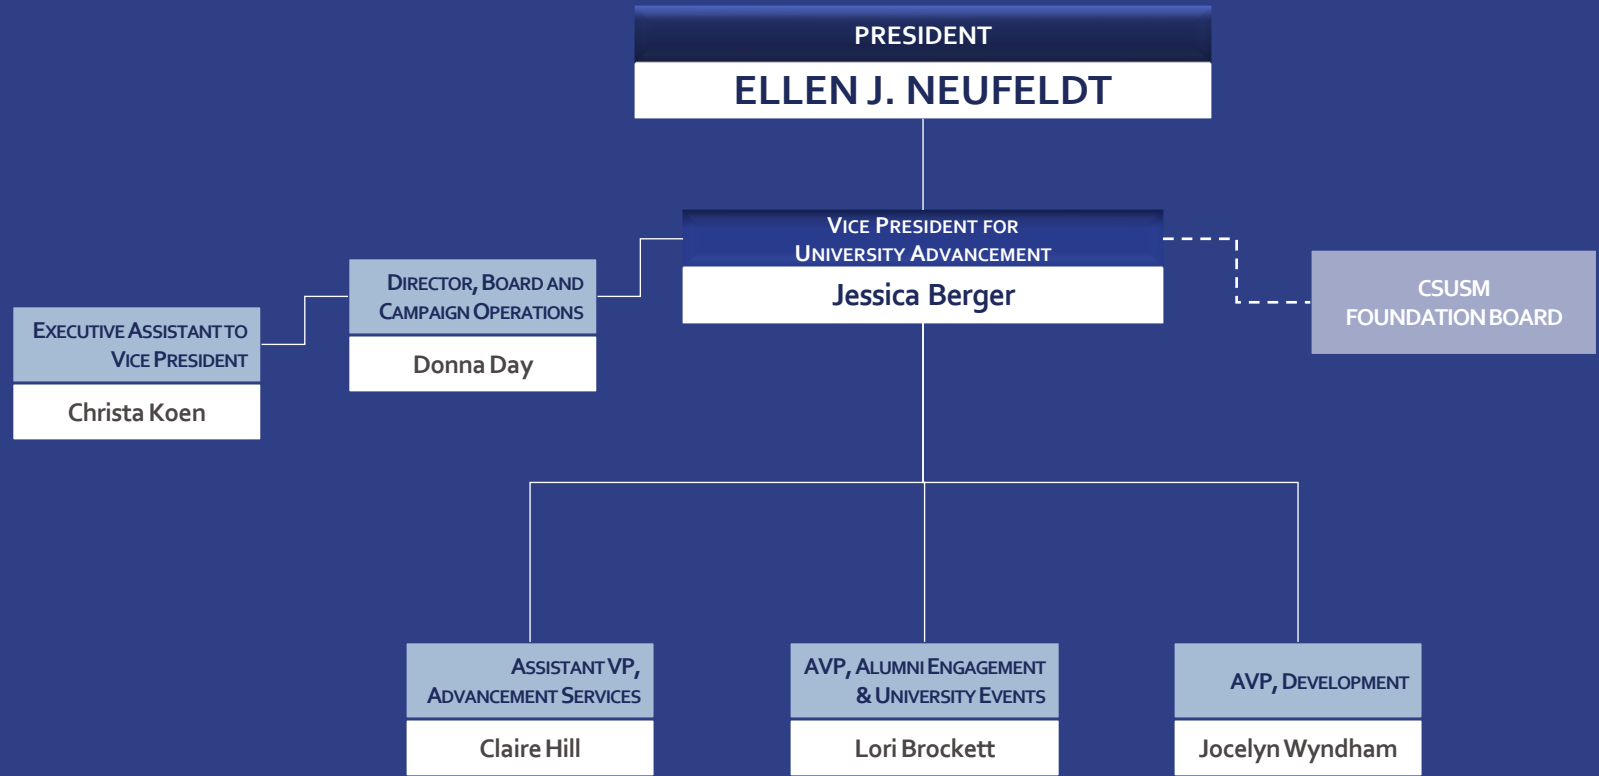 PRESIDENT
ELLEN J. NEUFELDT
VICE PRESIDENT FOR
UNIVERSITY ADVANCEMENT
Jessica Berger
DIRECTOR, BOARD AND
CAMPAIGN OPERATIONS
Donna Day
EXECUTIVE ASSISTANT TO
VICE PRESIDENT
Christa Koen
CSUSM
FOUNDATION BOARD
ASSISTANT VP,
ADVANCEMENT SERVICES
Claire Hill
AVP, ALUMNI ENGAGEMENT
& UNIVERSITY EVENTS
Lori Brockett
AVP, DEVELOPMENT
Jocelyn Wyndham